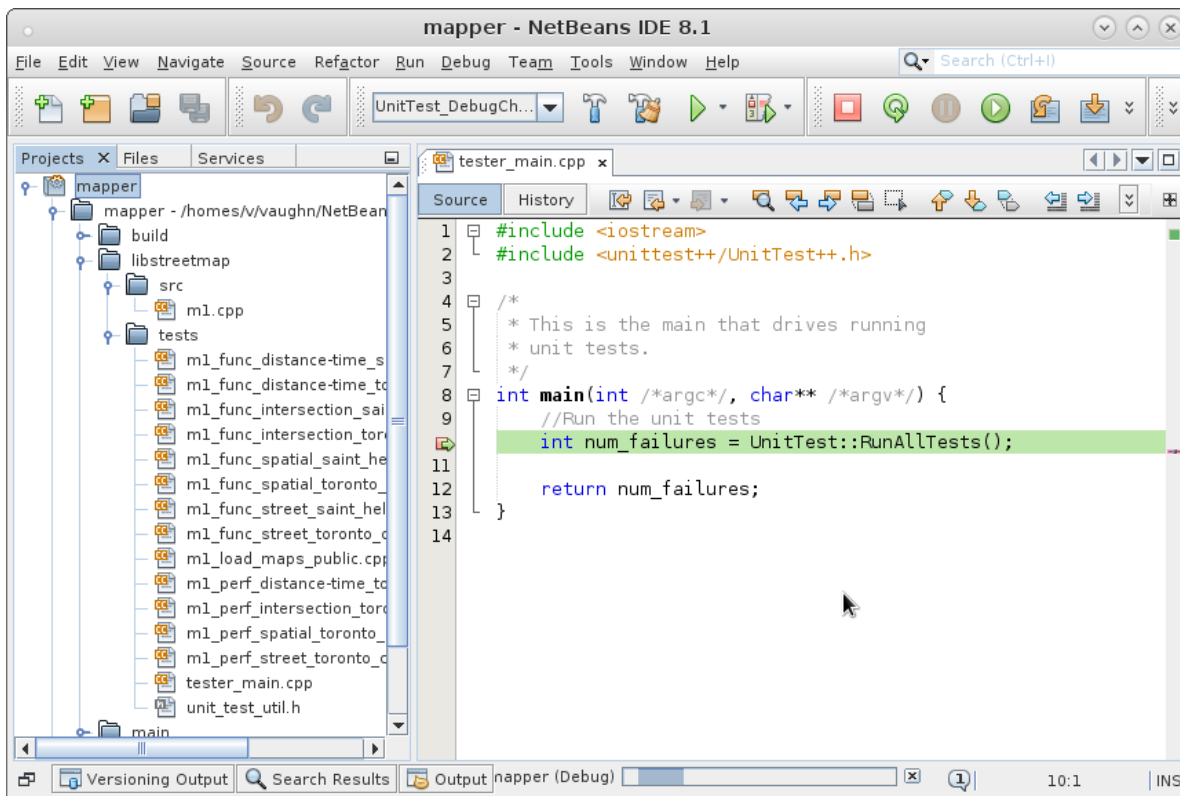 mapper - NetBeans IDE 8.1
File Edit View Navigate Source Refactor Run Debug Team Tools Window Help
Search (Ctrl+I)
UnitTest_DebugCh...
Projects Files Services
mapper
mapper - /homes/v/vaughn/NetBean
build
libstreetmap
src
m1.cpp
tests
m1_func_distance-time_s
m1_func_distance-time_to
m1_func_intersection_sai
m1_func_intersection_toro
m1_func_spatial_saint_he
m1_func_spatial_toronto_
m1_func_street_saint_hel
m1_func_street_toronto_c
m1_load_maps_public.cpp
m1_perf_distance-time_to
m1_perf_intersection_toro
m1_perf_spatial_toronto_
m1_perf_street_toronto_c
tester_main.cpp
unit_test_util.h
main
tester_main.cpp
Source History
1 #include <iostream>
2 #include <unittest++/UnitTest++.h>
3
4 /*
5 * This is the main that drives running
6 * unit tests.
7 */
8 int main(int /*argc*/, char** /*argv*/) {
9 //Run the unit tests
int num_failures = UnitTest::RunAllTests();
11
12 return num_failures;
13 }
14
Versioning Output Search Results Output mapper (Debug) 1 10:1 INS